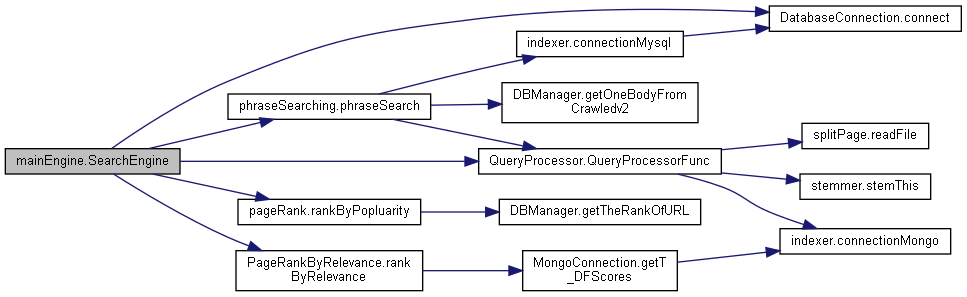 mainEngine.SearchEngine
phraseSearching.phraseSearch
pageRank.rankByPopluarity
PageRankByRelevance.rank
ByRelevance
indexer.connectionMysql
DBManager.getOneBodyFrom
Crawledv2
QueryProcessor.QueryProcessorFunc
DBManager.getTheRankOfURL
MongoConnection.getT
_DFScores
DatabaseConnection.connect
splitPage.readFile
stemmer.stemThis
indexer.connectionMongo